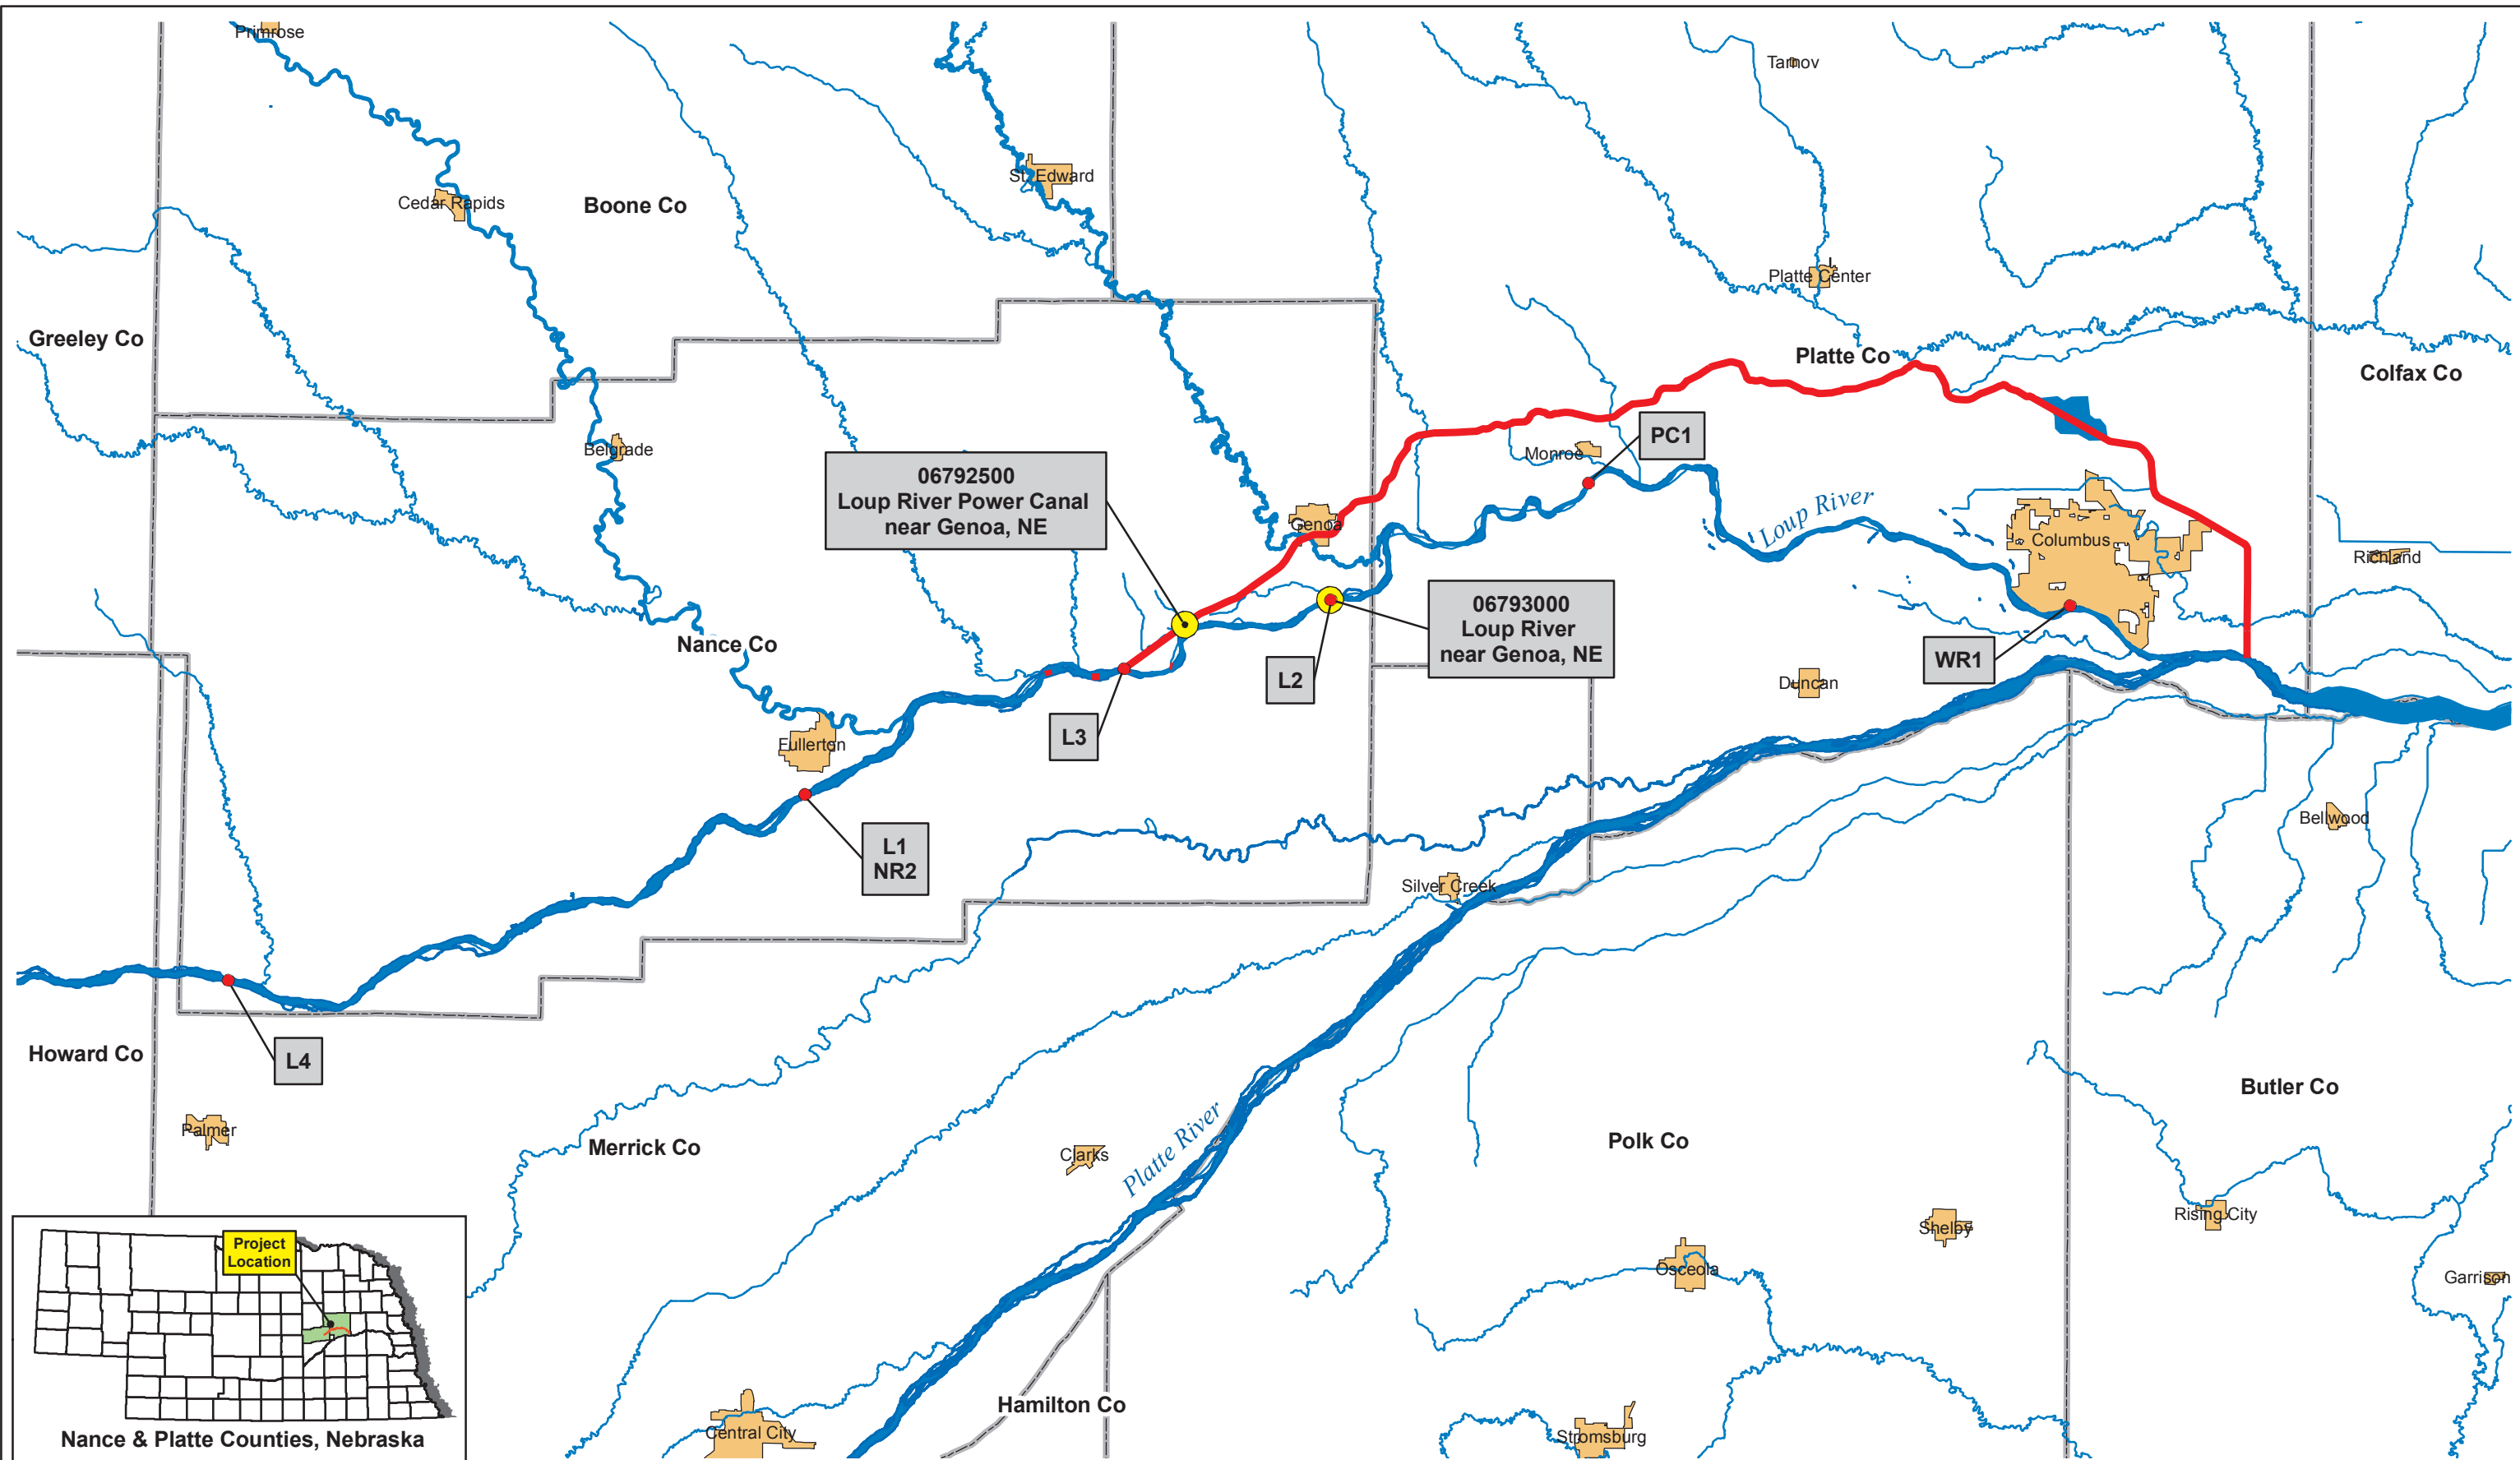 Primrose
Tarnov
St. Edward
Cedar Rapids
Boone Co
Platte Center
Greeley Co
Platte Co
Colfax Co
PC1
Belgrade
Monroe
06792500
Loup River Power Canal
near Genoa, NE
Genoa
Loup River
Columbus
Richland
06793000
Loup River
near Genoa, NE
Nance Co
L2
WR1
Duncan
L3
Fullerton
Bellwood
L1
NR2
Silver Creek
Howard Co
L4
Butler Co
Palmer
Merrick Co
Clarks
Platte River
Polk Co
Rising City
Shelby
Project
Location
Osceola
Garrison
Hamilton Co
Central City
Stromsburg
Nance & Platte Counties, Nebraska